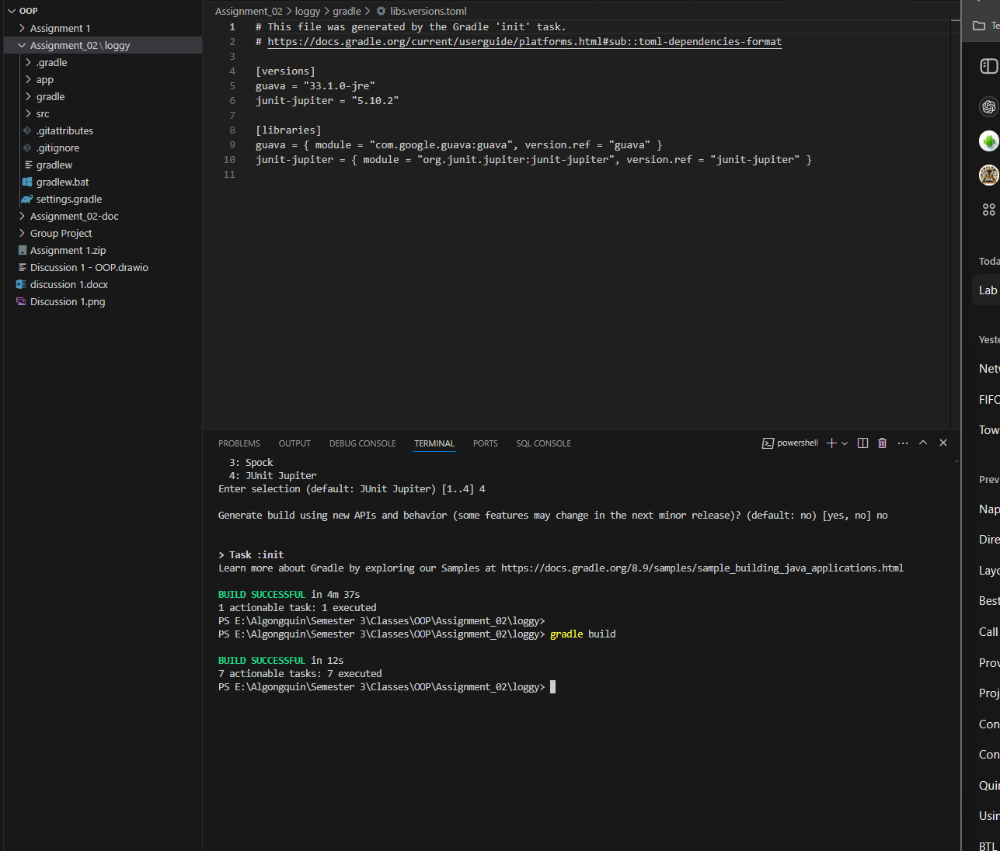 OOP
Assignment 1
Assignment_02\loggy
.gradle
app
gradle
src
.gitattributes
.gitignore
gradlew
gradlew.bat
settings.gradle
Assignment_02-doc
Group Project
Assignment 1.zip
Discussion 1 - OOP.drawio
discussion 1.docx
Discussion 1.png
Assignment_02 > loggy > gradle > libs.versions.toml
1 # This file was generated by the Gradle 'init' task.
2 # https://docs.gradle.org/current/userguide/platforms.html#sub::toml-dependencies-format
3
4 [versions]
5 guava = "33.1.0-jre"
6 junit-jupiter = "5.10.2"
7
8 [libraries]
9 guava = { module = "com.google.guava:guava", version.ref = "guava" }
10 junit-jupiter = { module = "org.junit.jupiter:junit-jupiter", version.ref = "junit-jupiter" }
11
PROBLEMS OUTPUT DEBUG CONSOLE TERMINAL PORTS SQL CONSOLE powershell
3: Spock
4: JUnit Jupiter
Enter selection (default: JUnit Jupiter) [1..4] 4
Generate build using new APIs and behavior (some features may change in the next minor release)? (default: no) [yes, no] no
> Task :init
Learn more about Gradle by exploring our Samples at https://docs.gradle.org/8.9/samples/sample_building_java_applications.html
BUILD SUCCESSFUL in 4m 37s
1 actionable task: 1 executed
PS E:\Algongquin\Semester 3\Classes\OOP\Assignment_02\loggy>
PS E:\Algongquin\Semester 3\Classes\OOP\Assignment_02\loggy> gradle build
BUILD SUCCESSFUL in 12s
7 actionable tasks: 7 executed
PS E:\Algongquin\Semester 3\Classes\OOP\Assignment_02\loggy>
Te
Toda
Lab
Yeste
Netw
FIFO
Tow
Prev
Nap
Dire
Layo
Best
Call
Prov
Proj
Con
Con
Quin
Usin
BTL